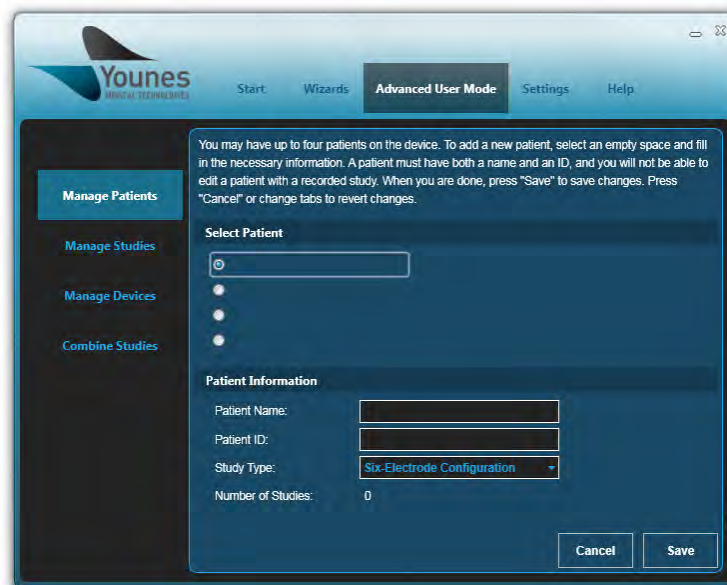 Younes
MEDICAL TECHNOLOGIES
Start Wizards Advanced User Mode Settings Help
You may have up to four patients on the device. To add a new patient, select an empty space and fill
in the necessary information. A patient must have both a name and an ID, and you will not be able to
edit a patient with a recorded study. When you are done, press "Save" to save changes. Press
"Cancel" or change tabs to revert changes.
Manage Patients
Manage Studies
Manage Devices
Combine Studies
Select Patient
Patient Information
Patient Name:
Patient ID:
Study Type: Six-Electrode Configuration
Number of Studies: 0
Cancel Save